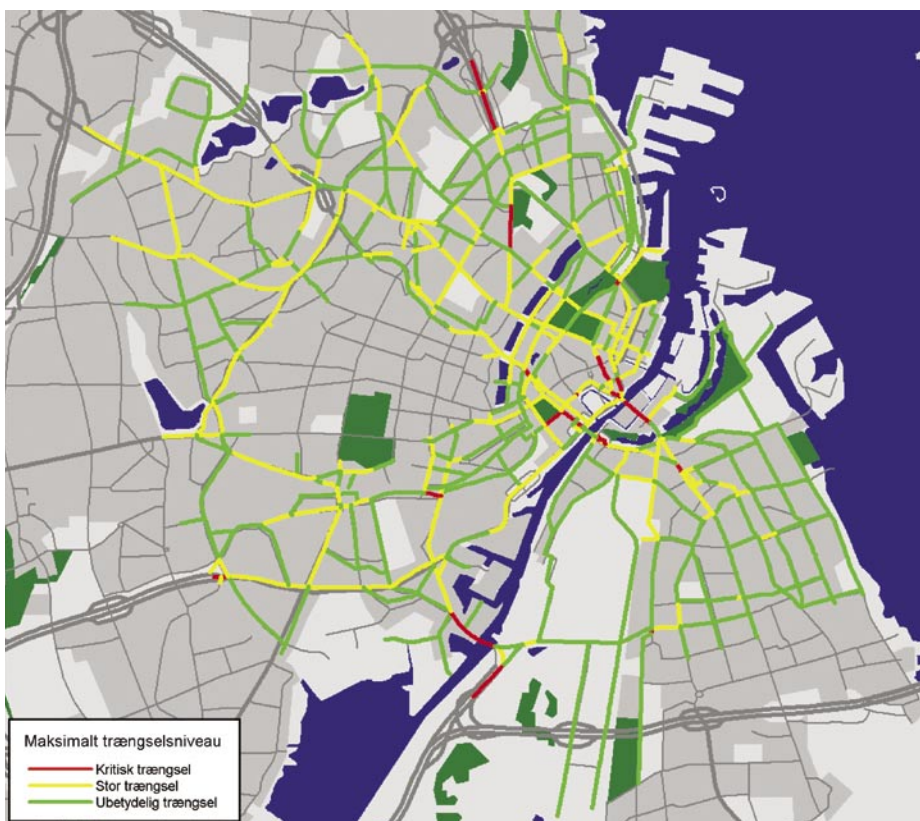 Maksimalt trængselsniveau
Kritisk trængsel
Stor trængsel
Ubetydelig trængsel